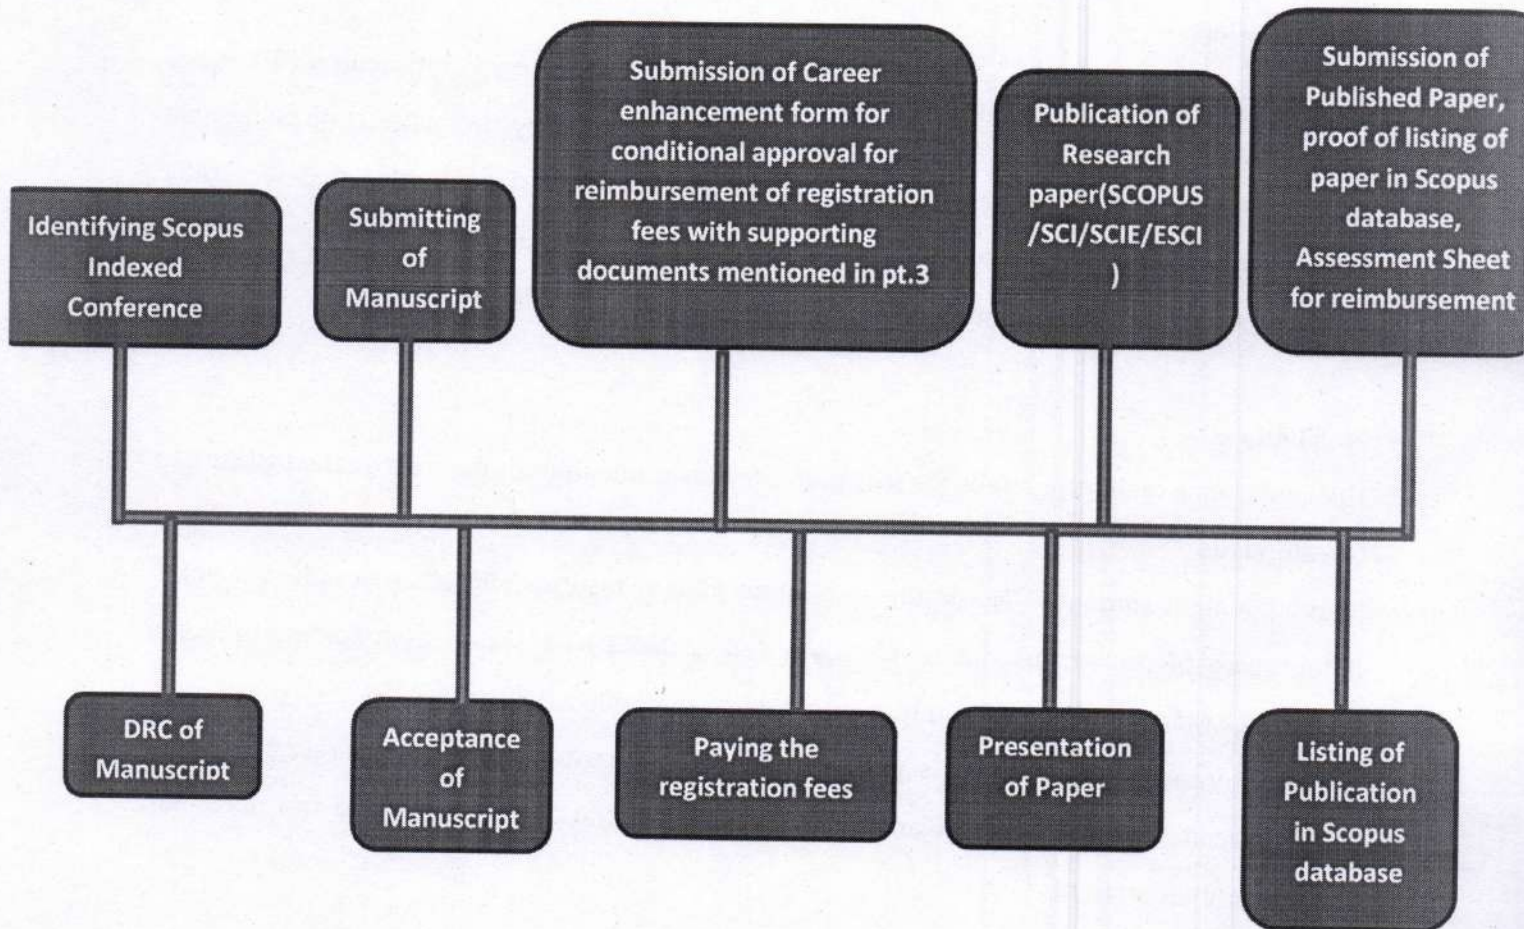 Identifying Scopus
Indexed
Conference
DRC of
Manuscript
Submitting
of
Manuscript
Acceptance
of
Manuscript
Submission of Career
enhancement form for
conditional approval for
reimbursement of registration
fees with supporting
documents mentioned in pt.3
Paying the
registration fees
Presentation
of Paper
Publication of
Research
paper(SCOPUS
/SCI/SCIE/ESCI
)
Listing of
Publication
in Scopus
database
Submission of
Published Paper,
proof of listing of
paper in Scopus
database,
Assessment Sheet
for reimbursement